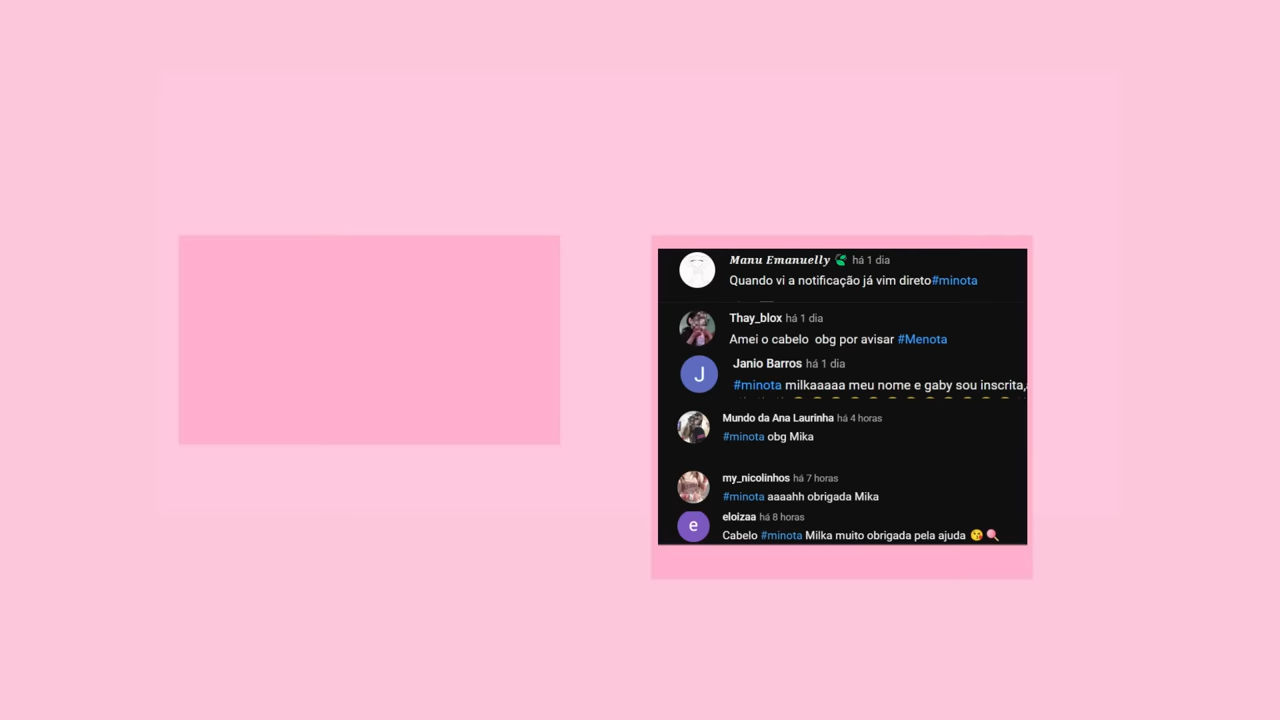 Manu Emanuelly há 1 dia
Quando vi a notificação já vim direto#minota
Thay_blox há 1 dia
Amei o cabelo obg por avisar #Menota
J
Janio Barros há 1 dia
#minota milkaaaaa meu nome e gaby sou inscrita,
Mundo da Ana Laurinha há 4 horas
#minota obg Mika
my_nicolinhos há 7 horas
#minota aaaahh obrigada Mika
e
eloizaa há 8 horas
Cabelo #minota Milka muito obrigada pela ajuda 😘🍭